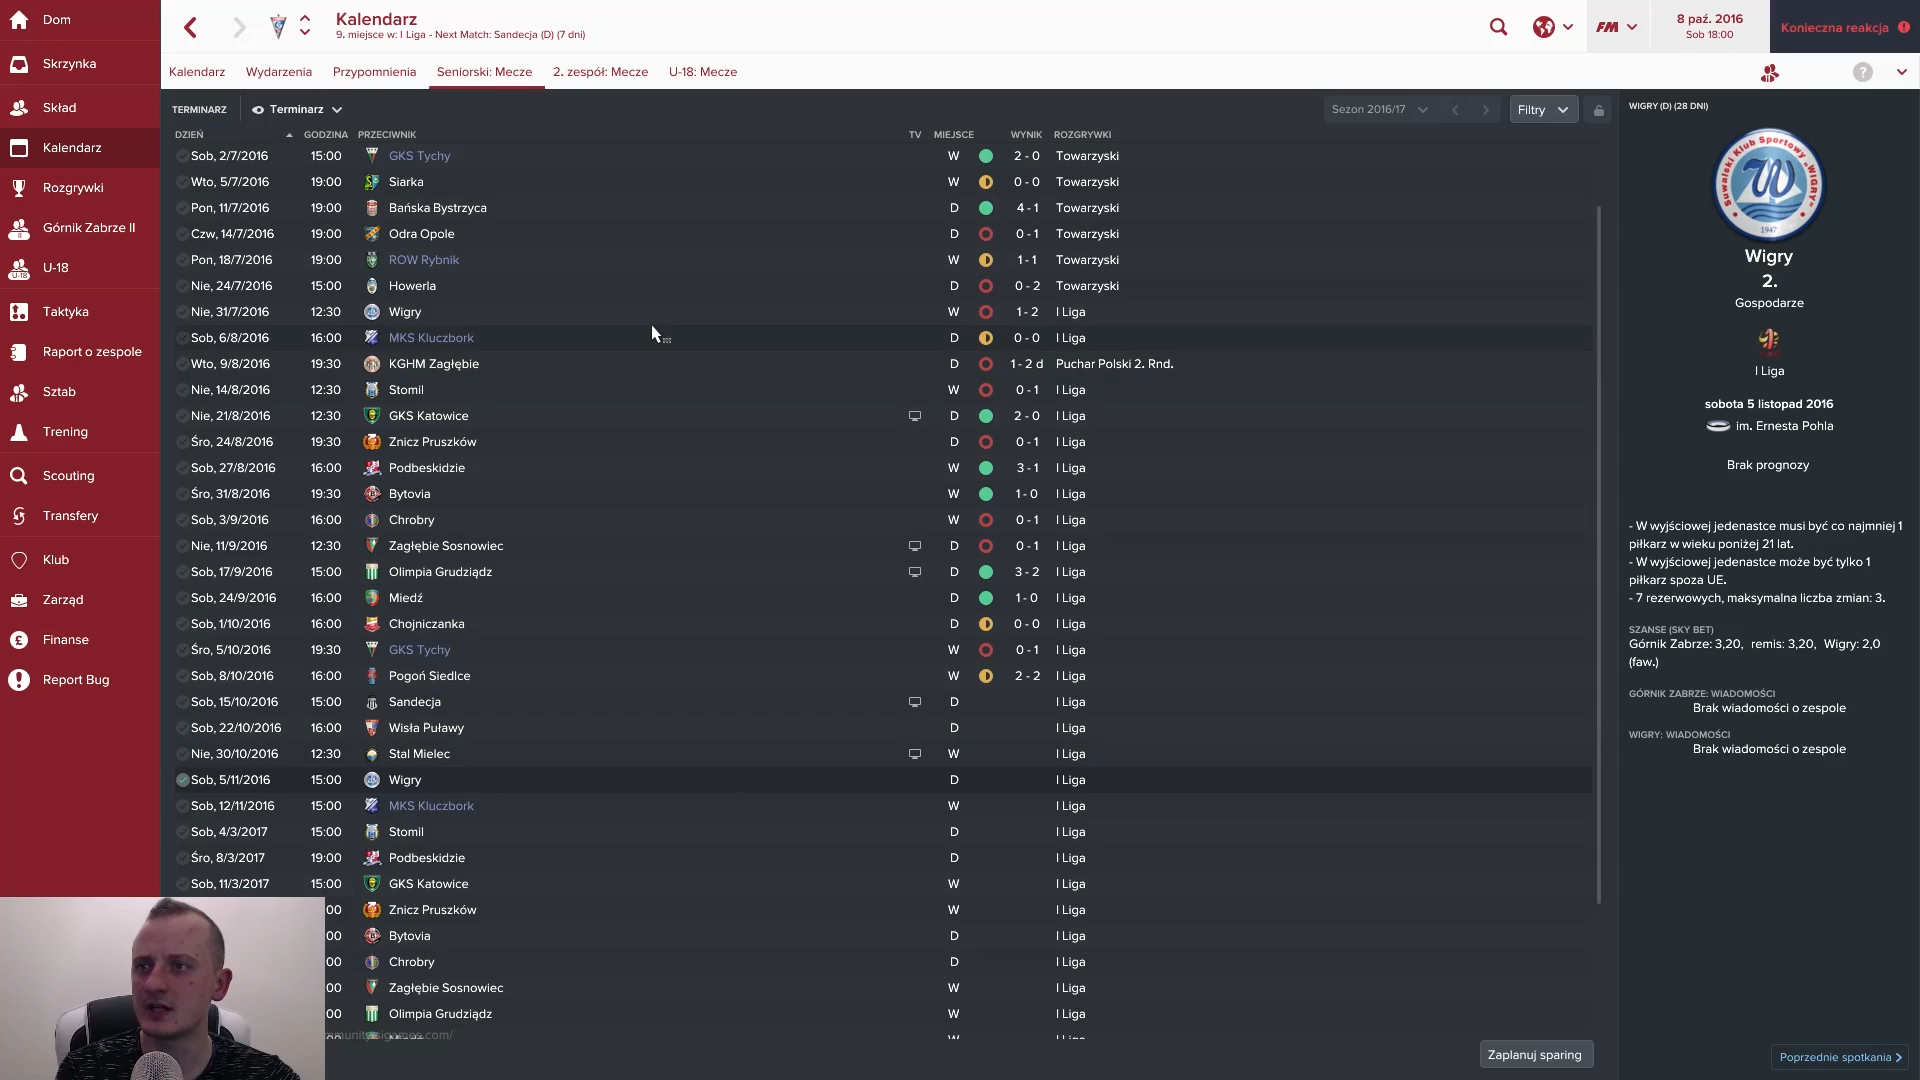 Dom
Skrzynka
Skład
Kalendarz
Rozgrywki
Górnik Zabrze II
U-18
Taktyka
Raport o zespole
Sztab
Trening
Scouting
Transfery
Klub
Zarząd
Finanse
Report Bug
Kalendarz
9. miejsce w: I Liga - Next Match: Sandecja (D) (7 dni)
FM
8 paź. 2016
Sob 18:00
Konieczna reakcja
Kalendarz Wydarzenia Przypomnienia Seniorski: Mecze 2. zespół: Mecze U-18: Mecze
TERMINARZ Terminarz Sezon 2016/17 Filtry
DZIEŃ GODZINA PRZECIWNIK TV MIEJSCE WYNIK ROZGRYWKI
Sob, 2/7/2016 15:00 GKS Tychy W 2 - 0 Towarzyski
Wto, 5/7/2016 19:00 Siarka W 0 - 0 Towarzyski
Pon, 11/7/2016 19:00 Bańska Bystrzyca D 4 - 1 Towarzyski
Czw, 14/7/2016 19:00 Odra Opole D 0 - 1 Towarzyski
Pon, 18/7/2016 19:00 ROW Rybnik W 1 - 1 Towarzyski
Nie, 24/7/2016 15:00 Howerla D 0 - 2 Towarzyski
Nie, 31/7/2016 12:30 Wigry W 1 - 2 I Liga
Sob, 6/8/2016 16:00 MKS Kluczbork D 0 - 0 I Liga
Wto, 9/8/2016 19:30 KGHM Zagłębie D 1 - 2 d Puchar Polski 2. Rnd.
Nie, 14/8/2016 12:30 Stomil W 0 - 1 I Liga
Nie, 21/8/2016 12:30 GKS Katowice D 2 - 0 I Liga
Śro, 24/8/2016 19:30 Znicz Pruszków D 0 - 1 I Liga
Sob, 27/8/2016 16:00 Podbeskidzie W 3 - 1 I Liga
Śro, 31/8/2016 19:30 Bytovia W 1 - 0 I Liga
Sob, 3/9/2016 16:00 Chrobry W 0 - 1 I Liga
Nie, 11/9/2016 12:30 Zagłębie Sosnowiec D 0 - 1 I Liga
Sob, 17/9/2016 15:00 Olimpia Grudziądz D 3 - 2 I Liga
Sob, 24/9/2016 16:00 Miedź D 1 - 0 I Liga
Sob, 1/10/2016 16:00 Chojniczanka D 0 - 0 I Liga
Śro, 5/10/2016 19:30 GKS Tychy W 0 - 1 I Liga
Sob, 8/10/2016 16:00 Pogoń Siedlce W 2 - 2 I Liga
Sob, 15/10/2016 15:00 Sandecja D I Liga
Sob, 22/10/2016 16:00 Wisła Puławy D I Liga
Nie, 30/10/2016 12:30 Stal Mielec W I Liga
Sob, 5/11/2016 15:00 Wigry D I Liga
Sob, 12/11/2016 15:00 MKS Kluczbork W I Liga
Sob, 4/3/2017 15:00 Stomil D I Liga
Śro, 8/3/2017 19:00 Podbeskidzie D I Liga
Sob, 11/3/2017 15:00 GKS Katowice W I Liga
:00 Znicz Pruszków W I Liga
:00 Bytovia D I Liga
:00 Chrobry D I Liga
:00 Zagłębie Sosnowiec W I Liga
:00 Olimpia Grudziądz W I Liga
Zaplanuj sparing
WIGRY (D) (28 DNI)
Suwalski Klub Sportowy „WIGRY”
W
1947
Wigry
2.
Gospodarze
I Liga
sobota 5 listopad 2016
im. Ernesta Pohla
Brak prognozy
- W wyjściowej jedenastce musi być co najmniej 1
piłkarz w wieku poniżej 21 lat.
- W wyjściowej jedenastce może być tylko 1
piłkarz spoza UE.
- 7 rezerwowych, maksymalna liczba zmian: 3.
SZANSE (SKY BET)
Górnik Zabrze: 3,20, remis: 3,20, Wigry: 2,0
(faw.)
GÓRNIK ZABRZE: WIADOMOŚCI
Brak wiadomości o zespole
WIGRY: WIADOMOŚCI
Brak wiadomości o zespole
Poprzednie spotkania